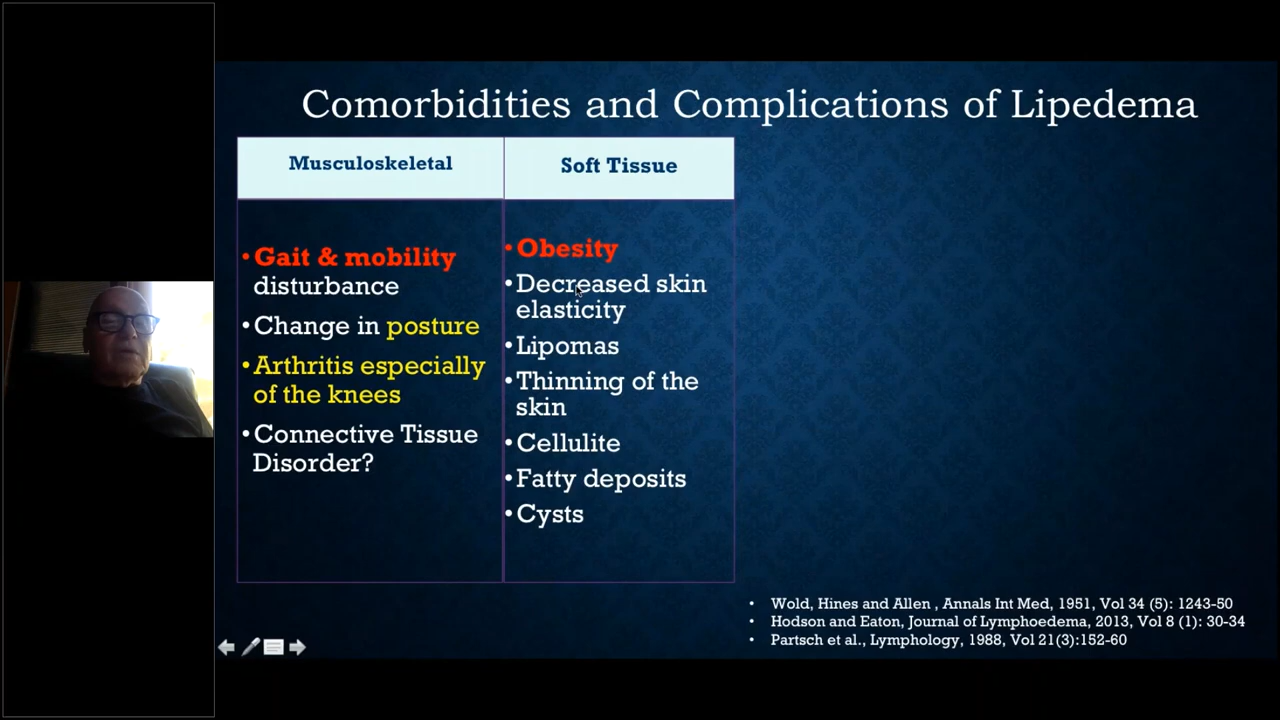 Comorbidities and Complications of Lipedema
Musculoskeletal
• Gait & mobility
disturbance
• Change in posture
• Arthritis especially
of the knees
• Connective Tissue
Disorder?
Soft Tissue
• Obesity
• Decreased skin
elasticity
• Lipomas
• Thinning of the
skin
• Cellulite
• Fatty deposits
• Cysts
• Wold, Hines and Allen , Annals Int Med, 1951, Vol 34 (5): 1243-50
• Hodson and Eaton, Journal of Lymphoedema, 2013, Vol 8 (1): 30-34
• Partsch et al., Lymphology, 1988, Vol 21(3):152-60